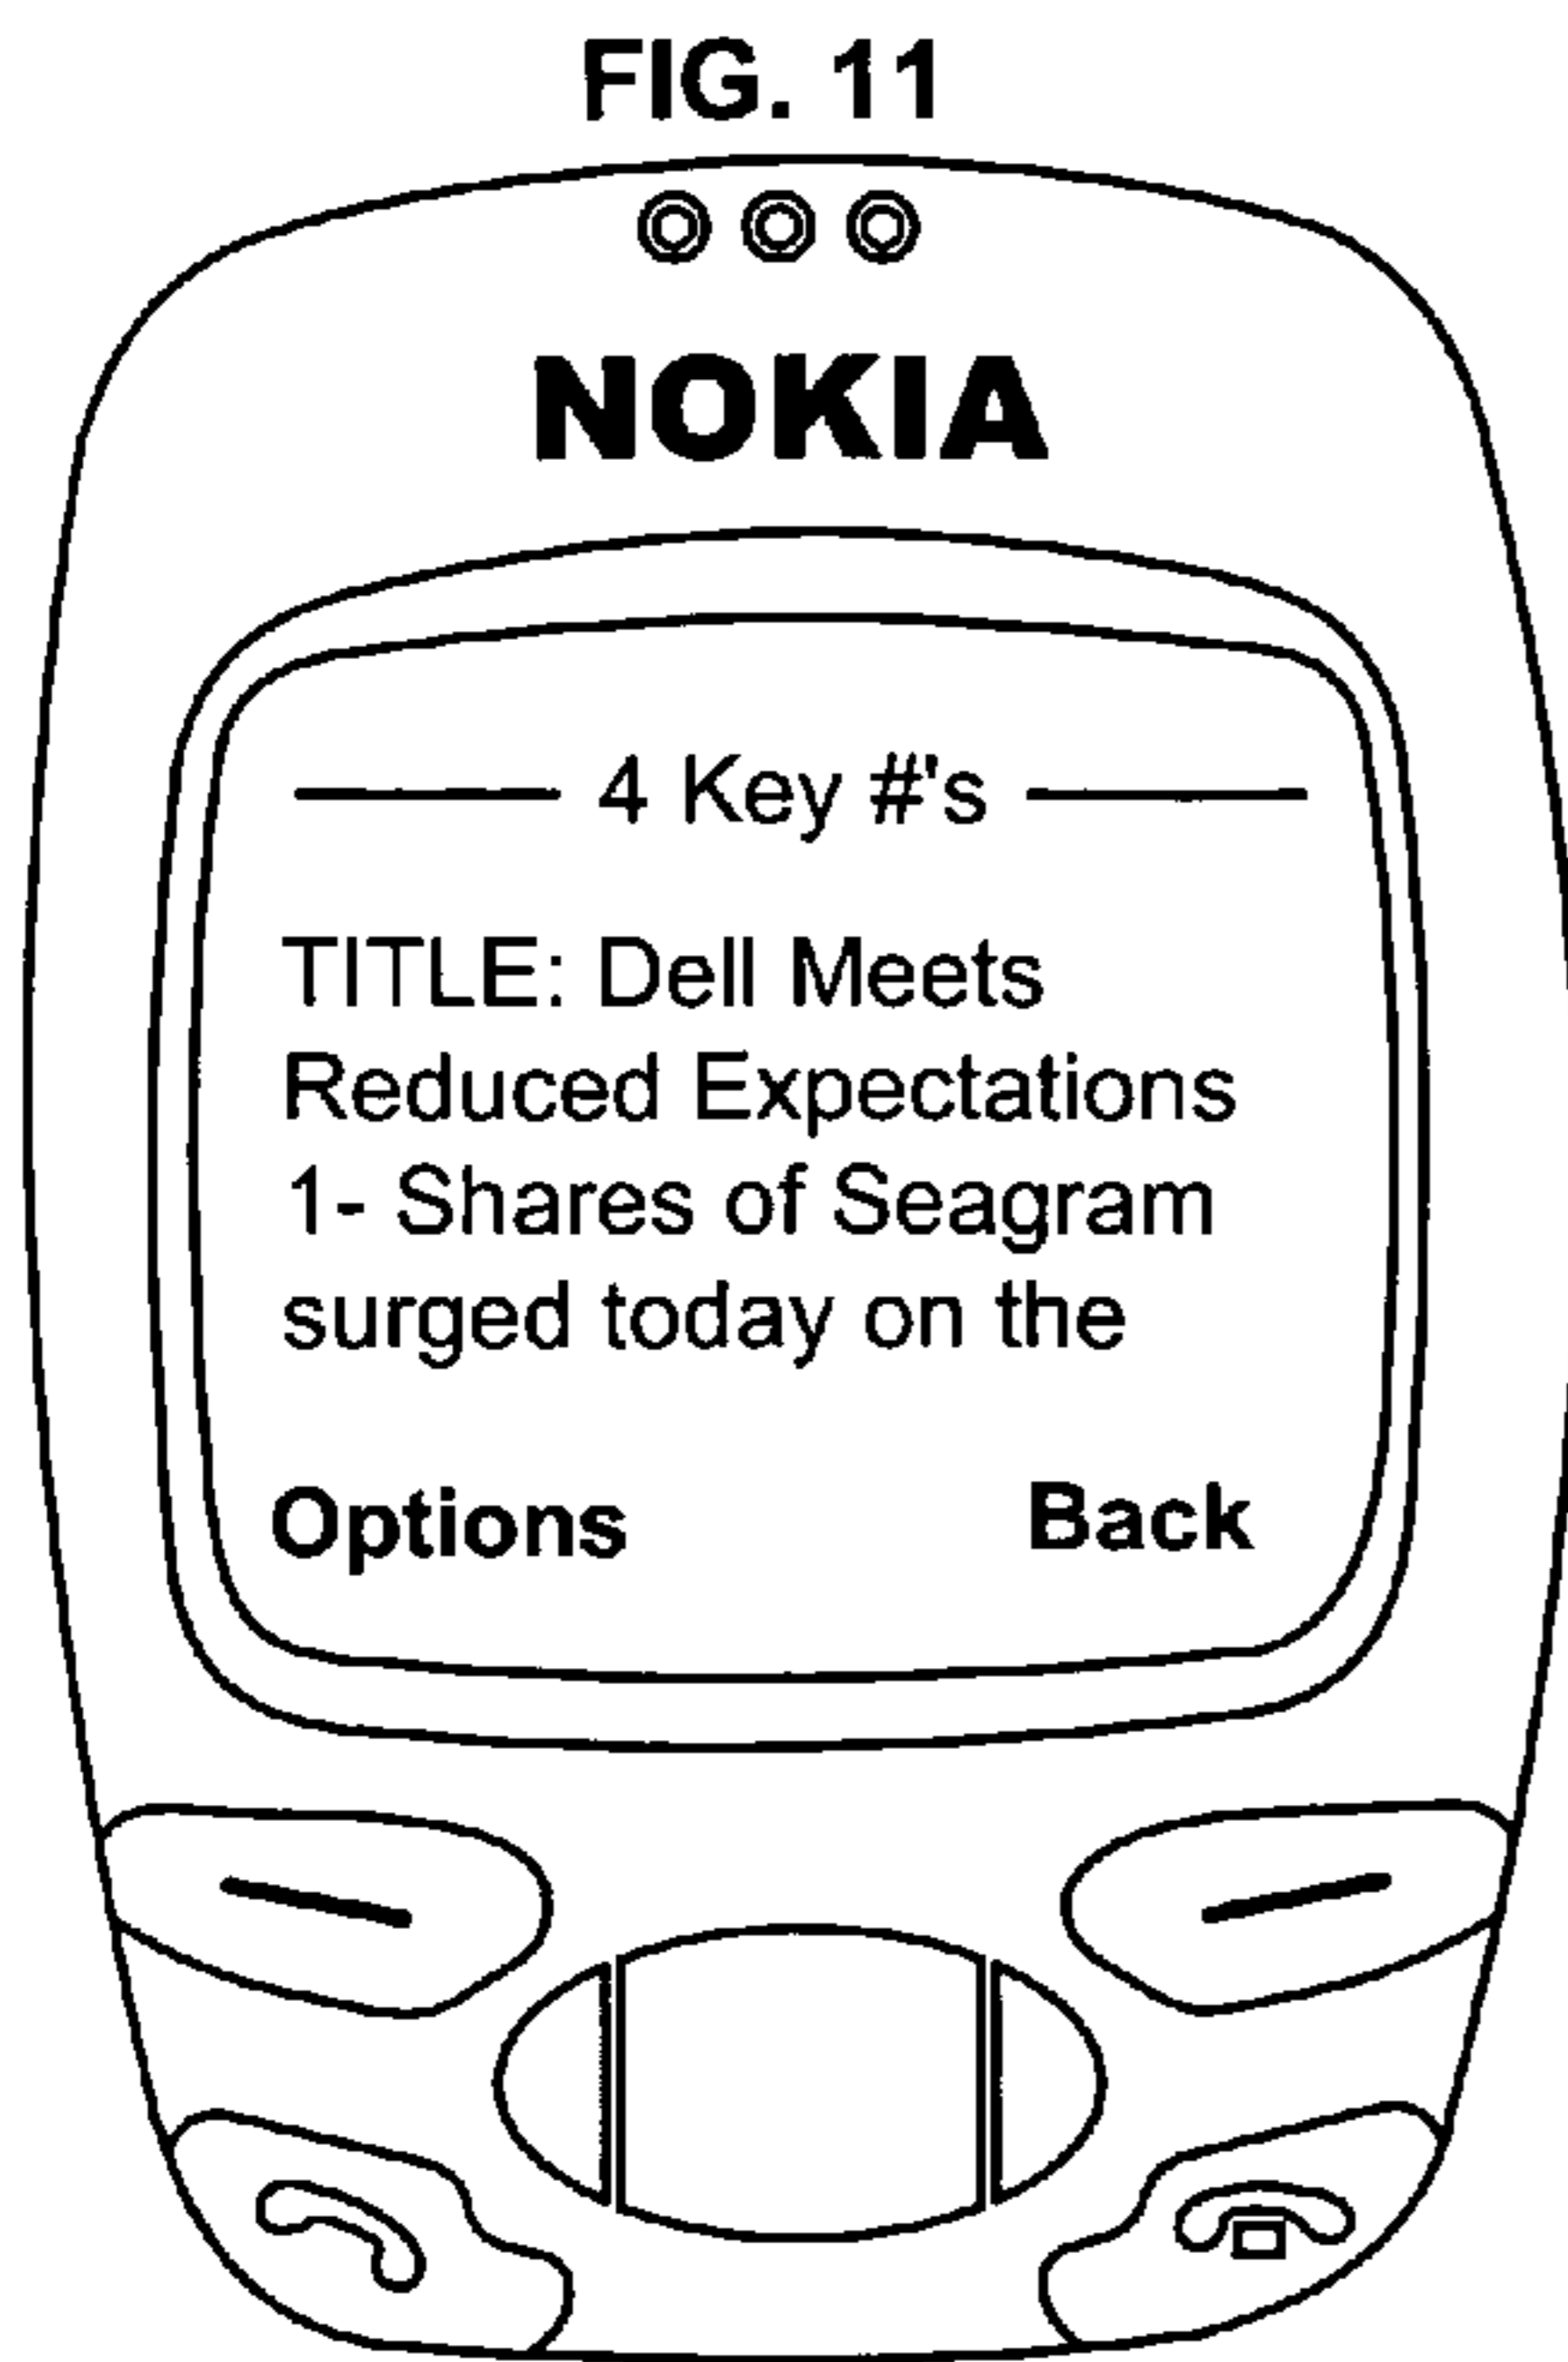 FIG. 11
NOKIA
4 Key #'s
TITLE: Dell Meets
Reduced Expectations
1- Shares of Seagram
surged today on the
Options Back